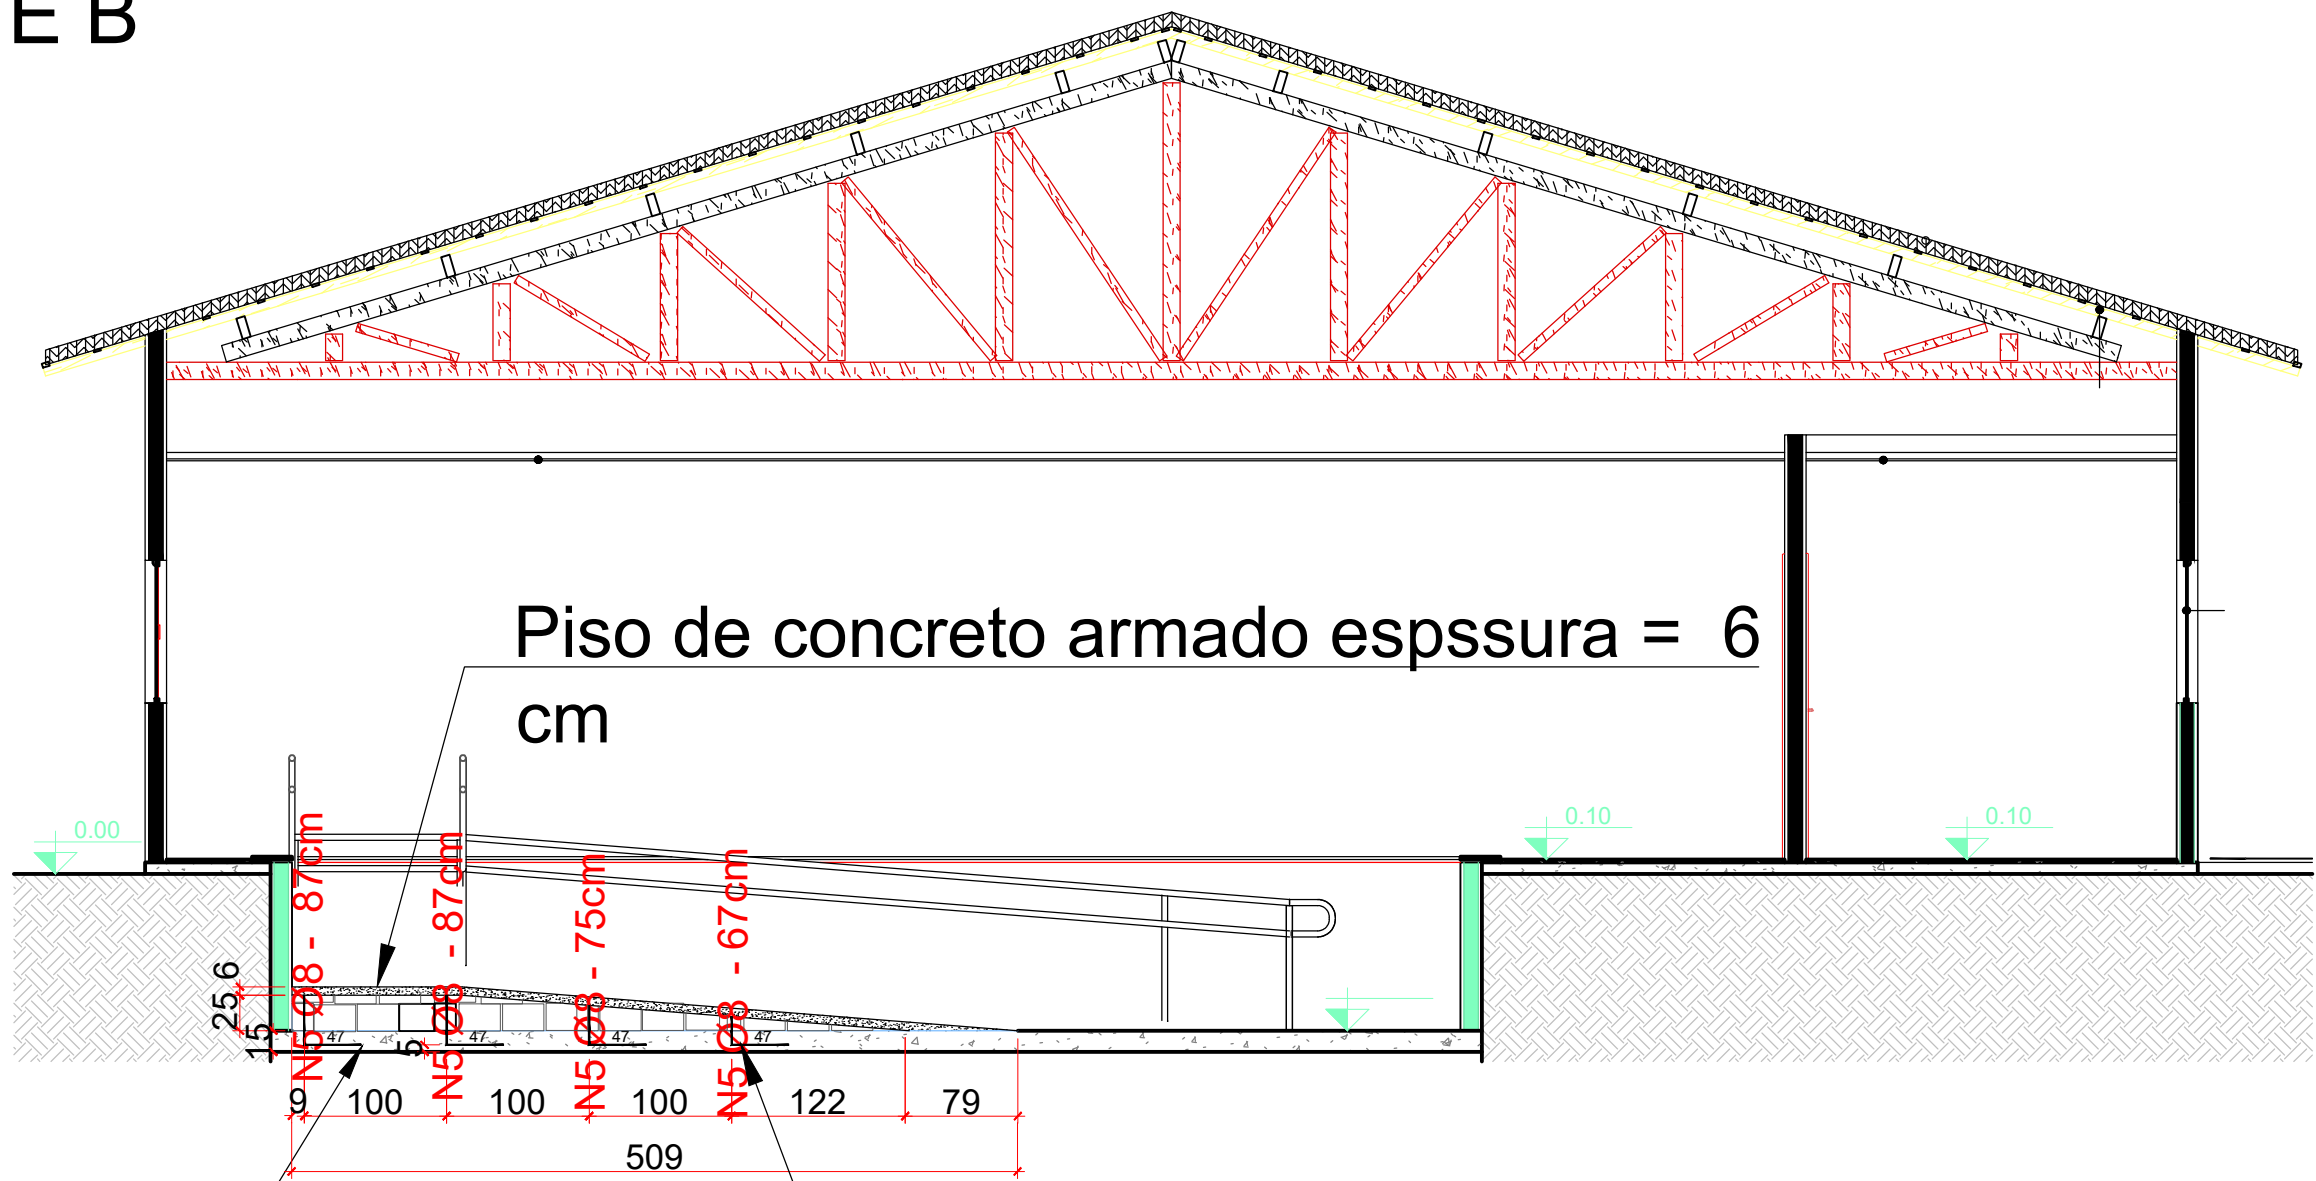 E B
Piso de concreto armado espssura =  6
cm
0.00
0.10
0.10
N5 Ø8 - 87cm
N5 Ø8 - 87cm
N5 Ø8 - 75cm
N5 Ø8 - 67cm
6
25
15
5
47
47
47
47
9
100
100
100
122
79
509